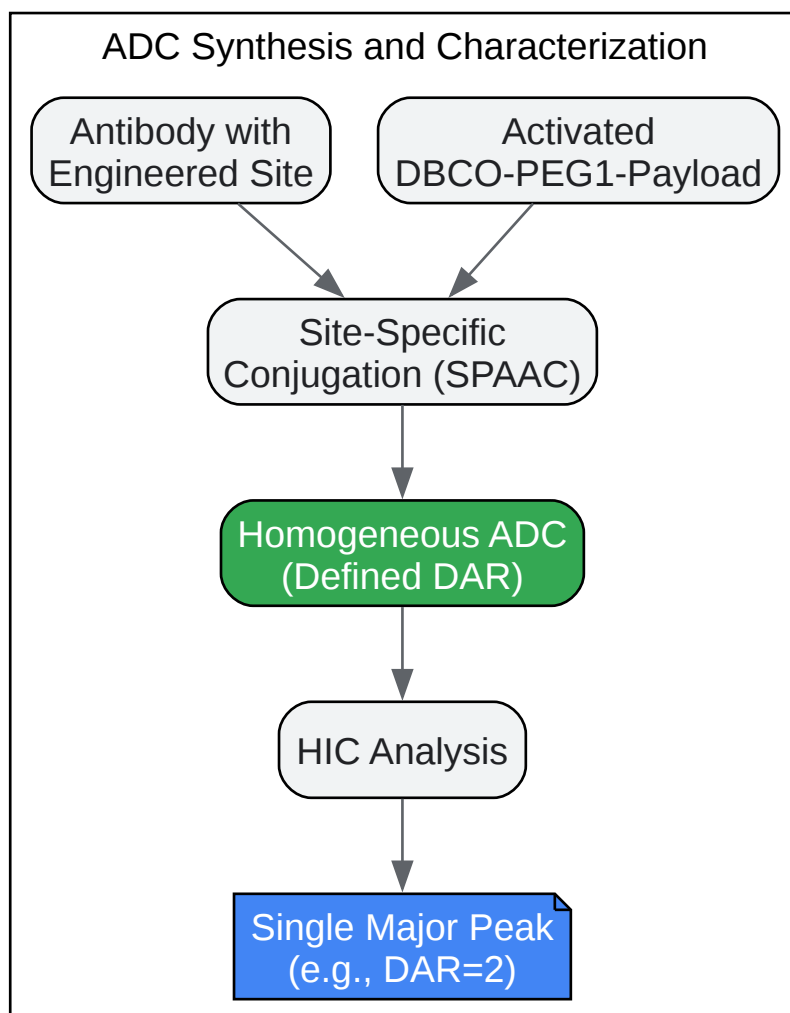 ADC Synthesis and Characterization
Antibody with
Engineered Site
Activated
DBCO-PEG1-Payload
Site-Specific
Conjugation (SPAAC)
Homogeneous ADC
(Defined DAR)
HIC Analysis
Single Major Peak
(e.g., DAR=2)